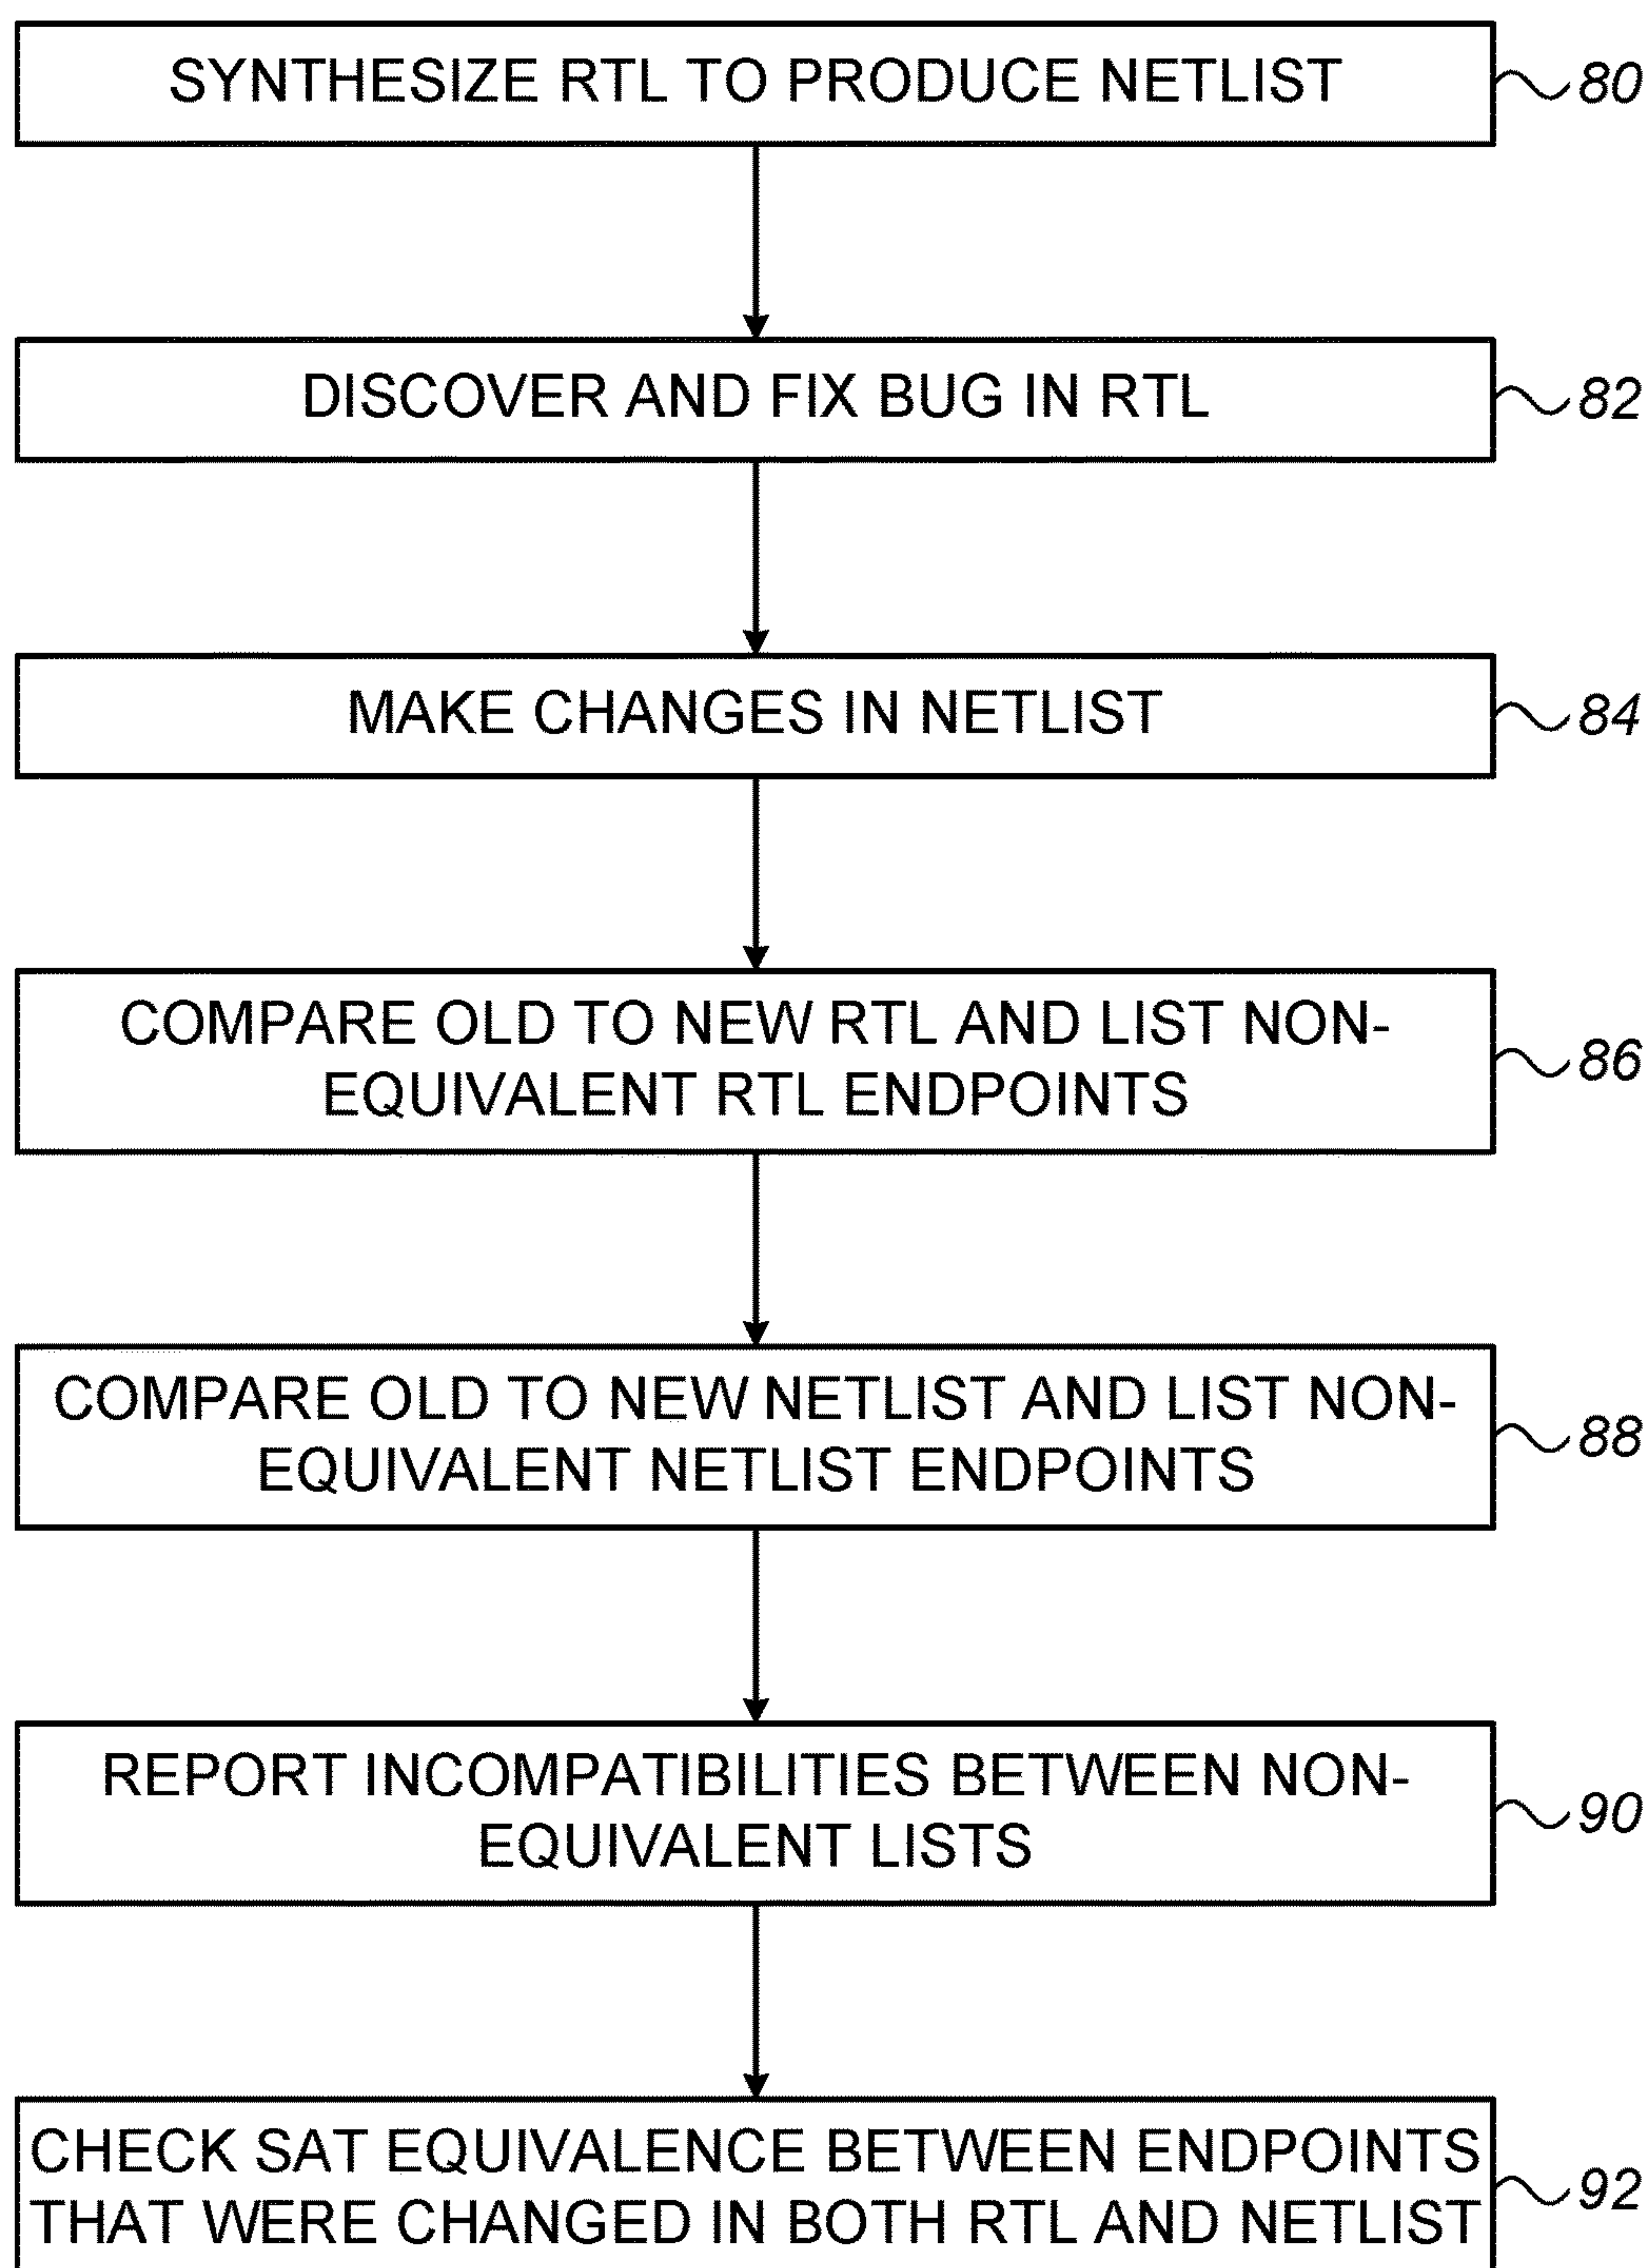 SYNTHESIZE RTL TO PRODUCE NETLIST
80
DISCOVER AND FIX BUG IN RTL
82
MAKE CHANGES IN NETLIST
84
COMPARE OLD TO NEW RTL AND LIST NON-
EQUIVALENT RTL ENDPOINTS
86
COMPARE OLD TO NEW NETLIST AND LIST NON-
EQUIVALENT NETLIST ENDPOINTS
88
REPORT INCOMPATIBILITIES BETWEEN NON-
EQUIVALENT LISTS
90
CHECK SAT EQUIVALENCE BETWEEN ENDPOINTS
THAT WERE CHANGED IN BOTH RTL AND NETLIST
92